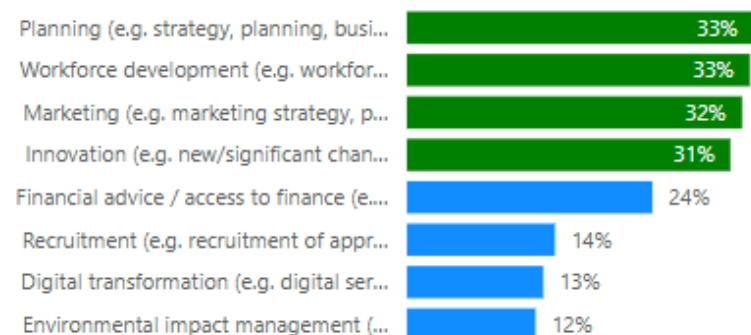 Planning (e.g. strategy, planning, busi... 33%
Workforce development (e.g. workfor... 33%
Marketing (e.g. marketing strategy, p... 32%
Innovation (e.g. new/significant chan... 31%
Financial advice / access to finance (e.... 24%
Recruitment (e.g. recruitment of appr... 14%
Digital transformation (e.g. digital ser... 13%
Environmental impact management (... 12%